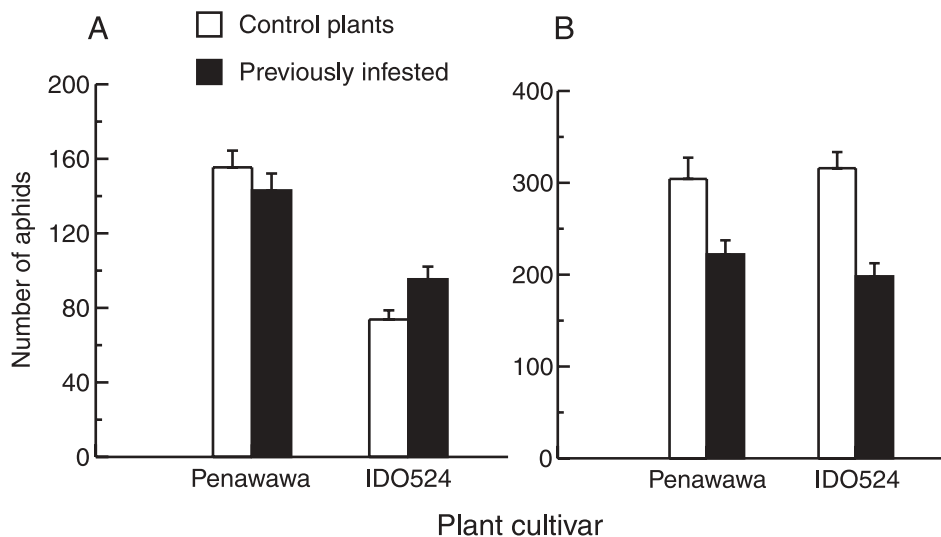 A
Control plants
Previously infested
B
Number of aphids
200
160
120
80
40
0
Penawawa
IDO524
400
300
200
100
0
Penawawa
IDO524
Plant cultivar